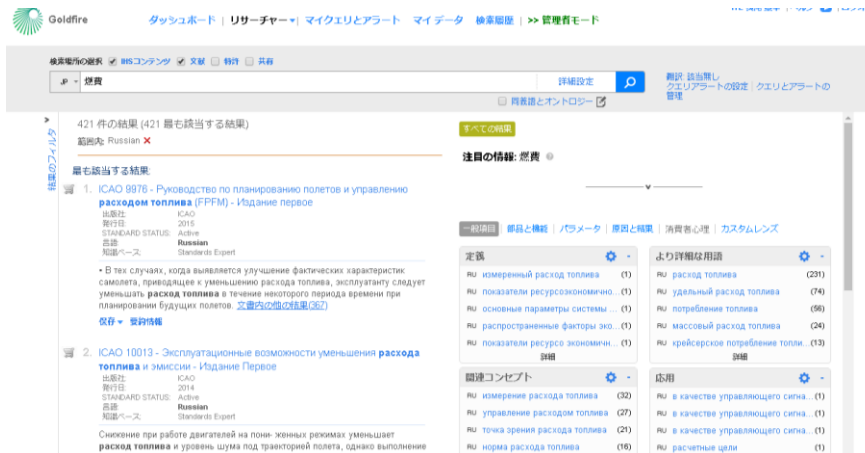 Goldfire
ダッシュボード | リサーチャー | マイクエリとアラート マイ データ 検索履歴 | >> 管理者モード
検索場所の選択 IHSコンテンツ 文献 特許 共有
JP 燃費 詳細設定
同義語とオントロジー
翻訳: 該当無し
クエリアラートの設定 | クエリとアラートの
管理
結果のフィルタ
421 件の結果 (421 最も該当する結果)
範囲内: Russian
最も該当する結果:
1. ICAO 9976 - Руководство по планированию полетов и управлению
расходом топлива (FPFM) - Издание первое
出版社: ICAO
発行日: 2015
STANDARD STATUS: Active
言語: Russian
知識ベース: Standards Expert
• В тех случаях, когда выявляется улучшение фактических характеристик
самолета, приводящее к уменьшению расхода топлива, эксплуатанту следует
уменьшать расход топлива в течение некоторого периода времени при
планировании будущих полетов. 文書内の他の結果(367)
保存 要約情報
2. ICAO 10013 - Эксплуатационные возможности уменьшения расхода
топлива и эмиссии - Издание Первое
出版社: ICAO
発行日: 2014
STANDARD STATUS: Active
言語: Russian
知識ベース: Standards Expert
Снижение при работе двигателей на пони- женных режимах уменьшает
расход топлива и уровень шума под траекторией полета, однако выполнение
すべての結果
注目の情報: 燃費
一般項目 | 部品と機能 | パラメータ | 原因と結果 | 消費者心理 | カスタムレンズ
定義
RU измеренный расход топлива (1)
RU показатели ресурсоэкономично... (1)
RU основные параметры системы ... (1)
RU распространенные факторы эко... (1)
RU показатели ресурсо экономичн... (1)
詳細
より詳細な用語
RU расход топлива (231)
RU удельный расход топлива (74)
RU потребление топлива (56)
RU массовый расход топлива (24)
RU крейсерское потребление топли... (13)
詳細
関連コンセプト
RU измерение расхода топлива (32)
RU управление расходом топлива (27)
RU точка зрения расхода топлива (21)
RU норма расхода топлива (16)
応用
RU в качестве управляющего сигна... (1)
RU в качестве управляющего сигна... (1)
RU в качестве управляющего сигна... (1)
RU расчетные цели (1)